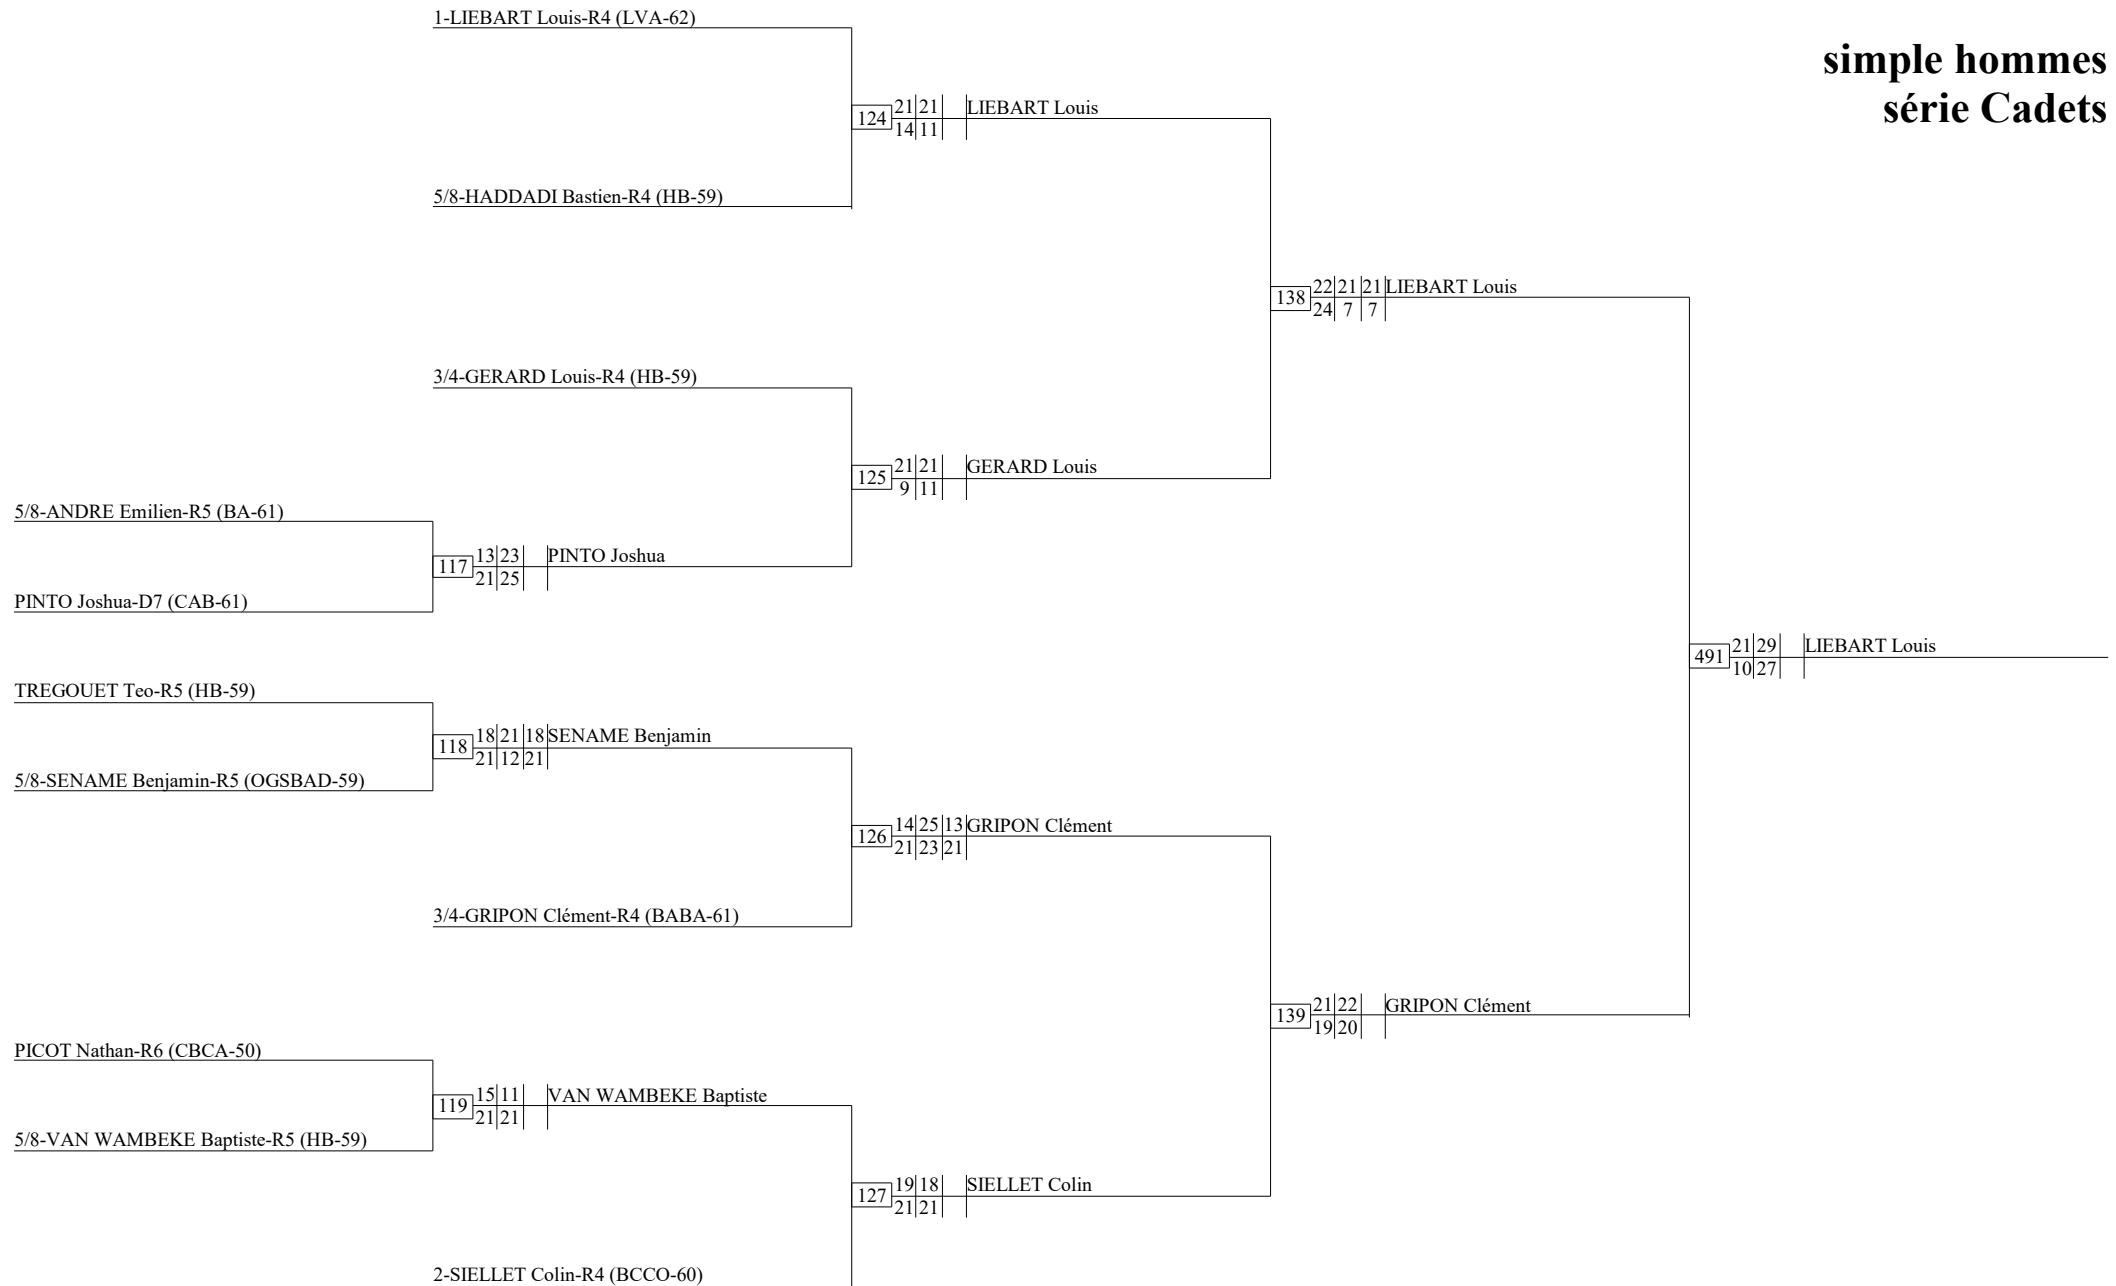 simple hommes
série Cadets
1-LIEBART Louis-R4 (LVA-62)
124 21 21 LIEBART Louis
14 11
5/8-HADDADI Bastien-R4 (HB-59)
138 22 21 21 LIEBART Louis
24 7 7
3/4-GERARD Louis-R4 (HB-59)
125 21 21 GERARD Louis
9 11
5/8-ANDRE Emilien-R5 (BA-61)
117 13 23 PINTO Joshua
21 25
PINTO Joshua-D7 (CAB-61)
491 21 29 LIEBART Louis
10 27
TREGOUET Teo-R5 (HB-59)
118 18 21 18 SENAME Benjamin
21 12 21
5/8-SENAME Benjamin-R5 (OGSBAD-59)
126 14 25 13 GRIPON Clément
21 23 21
3/4-GRIPON Clément-R4 (BABA-61)
139 21 22 GRIPON Clément
19 20
PICOT Nathan-R6 (CBCA-50)
119 15 11 VAN WAMBEKE Baptiste
21 21
5/8-VAN WAMBEKE Baptiste-R5 (HB-59)
127 19 18 SIELLET Colin
21 21
2-SIELLET Colin-R4 (BCCO-60)